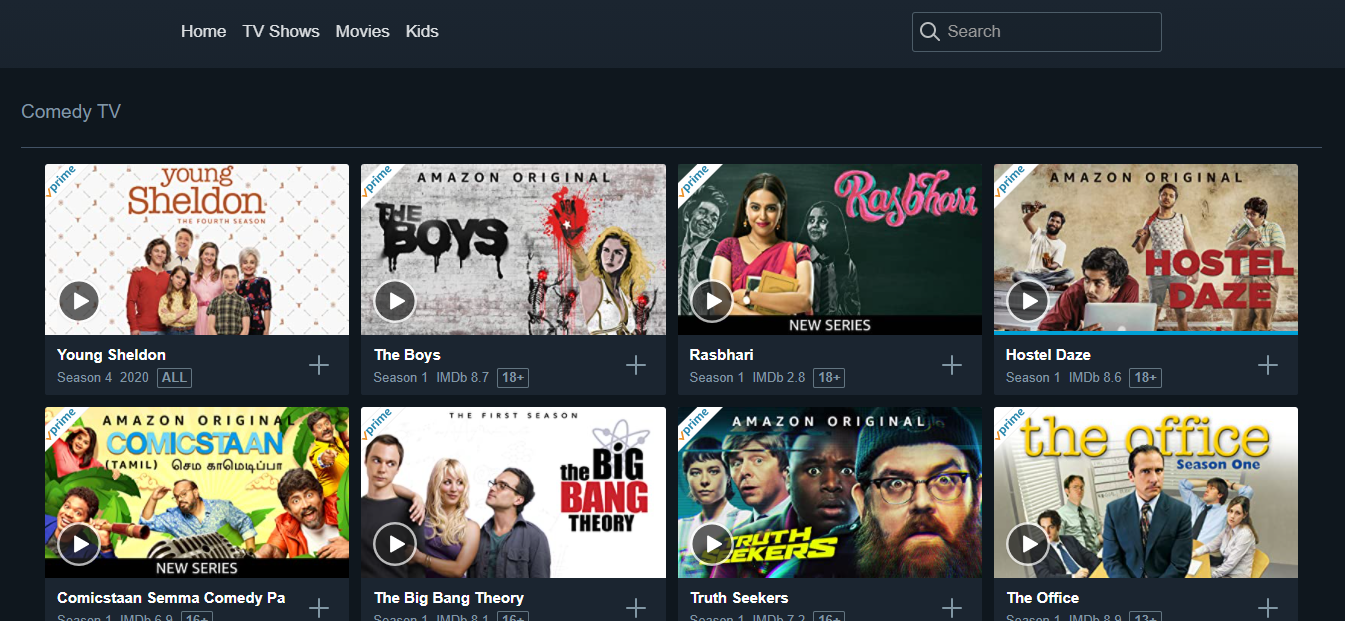 Home TV Shows Movies Kids
Search
Comedy TV
prime
young
Sheldon
THE FOURTH SEASON
prime
AMAZON ORIGINAL
THE
BOYS
prime
Rasbhari
NEW SERIES
prime
AMAZON ORIGINAL
HOSTEL
DAZE
Young Sheldon
Season 4 2020 ALL
The Boys
Season 1 IMDb 8.7 18+
Rasbhari
Season 1 IMDb 2.8 18+
Hostel Daze
Season 1 IMDb 8.6 18+
prime
AMAZON ORIGINAL
COMICSTAAN
(TAMIL) செம காமெடிப்பா
NEW SERIES
prime
THE FIRST SEASON
the BIG
BANG
THEORY
prime
AMAZON ORIGINAL
TRUTH
SEEKERS
prime
the office
Season One
Comicstaan Semma Comedy Pa
Season 1 IMDb 6.9 16+
The Big Bang Theory
Season 1 IMDb 8.1 16+
Truth Seekers
Season 1 IMDb 7.2 16+
The Office
Season 1 IMDb 8.9 13+